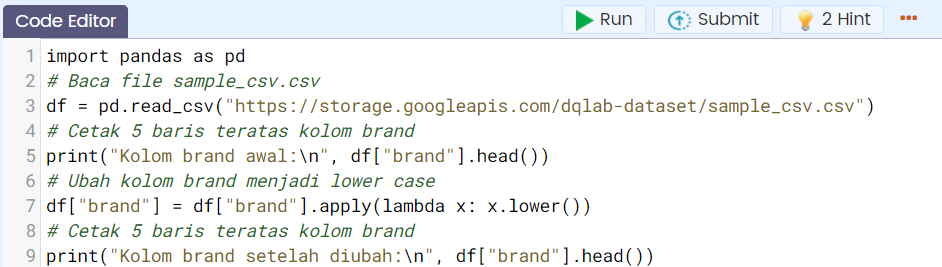 Code Editor
Run
Submit
2 Hint
1 import pandas as pd
2 # Baca file sample_csv.csv
3 df = pd.read_csv("https://storage.googleapis.com/dqlab-dataset/sample_csv.csv")
4 # Cetak 5 baris teratas kolom brand
5 print("Kolom brand awal:\n", df["brand"].head())
6 # Ubah kolom brand menjadi lower case
7 df["brand"] = df["brand"].apply(lambda x: x.lower())
8 # Cetak 5 baris teratas kolom brand
9 print("Kolom brand setelah diubah:\n", df["brand"].head())